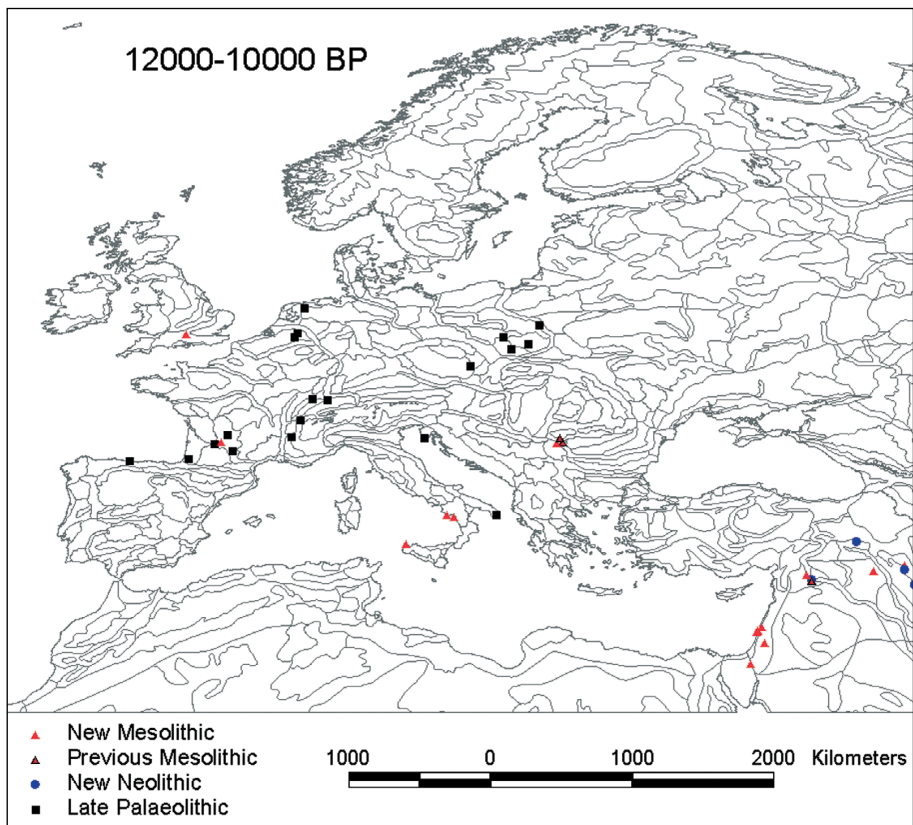 12000-10000 BP
New Mesolithic
Previous Mesolithic
New Neolithic
Late Palaeolithic
1000 0 1000 2000 Kilometers